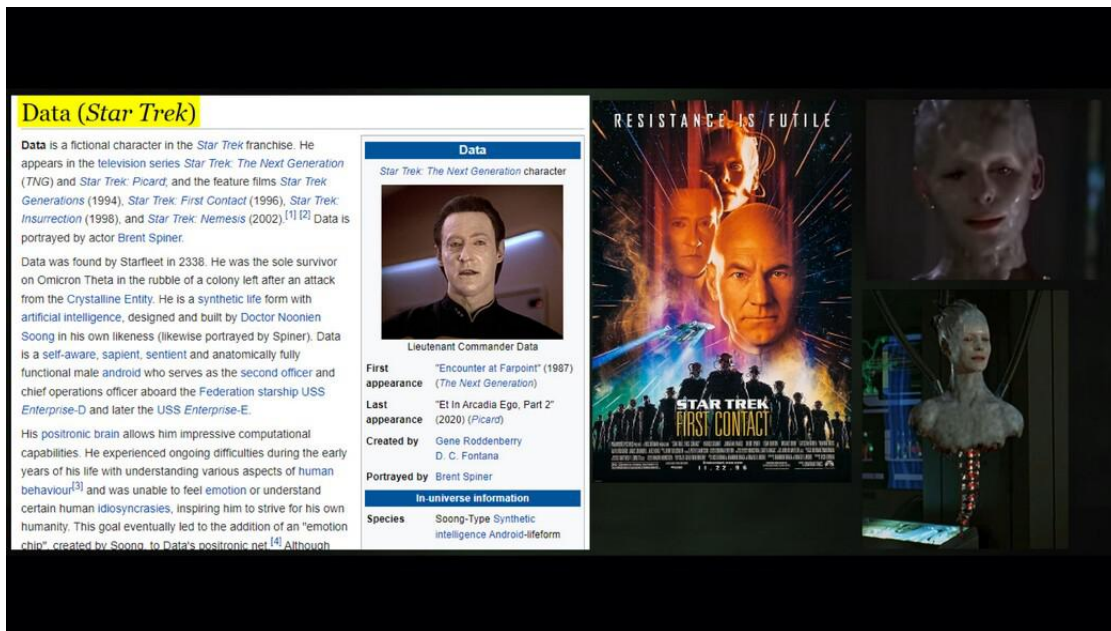 Data (Star Trek)
Data is a fictional character in the Star Trek franchise. He
appears in the television series Star Trek: The Next Generation
(TNG) and Star Trek: Picard; and the feature films Star Trek
Generations (1994), Star Trek: First Contact (1996), Star Trek:
Insurrection (1998), and Star Trek: Nemesis (2002).[1] [2] Data is
portrayed by actor Brent Spiner.
Data was found by Starfleet in 2338. He was the sole survivor
on Omicron Theta in the rubble of a colony left after an attack
from the Crystalline Entity. He is a synthetic life form with
artificial intelligence, designed and built by Doctor Noonien
Soong in his own likeness (likewise portrayed by Spiner). Data
is a self-aware, sapient, sentient and anatomically fully
functional male android who serves as the second officer and
chief operations officer aboard the Federation starship USS
Enterprise-D and later the USS Enterprise-E.
His positronic brain allows him impressive computational
capabilities. He experienced ongoing difficulties during the early
years of his life with understanding various aspects of human
behaviour[3] and was unable to feel emotion or understand
certain human idiosyncrasies, inspiring him to strive for his own
humanity. This goal eventually led to the addition of an "emotion
chip", created by Soong, to Data's positronic net.[4] Although
Data
Star Trek: The Next Generation character
Lieutenant Commander Data
First appearance "Encounter at Farpoint" (1987)
(The Next Generation)
Last appearance "Et In Arcadia Ego, Part 2"
(2020) (Picard)
Created by Gene Roddenberry
D. C. Fontana
Portrayed by Brent Spiner
In-universe information
Species Soong-Type Synthetic
intelligence Android-lifeform
RESISTANCE IS FUTILE
STAR TREK
FIRST CONTACT
11.22.96